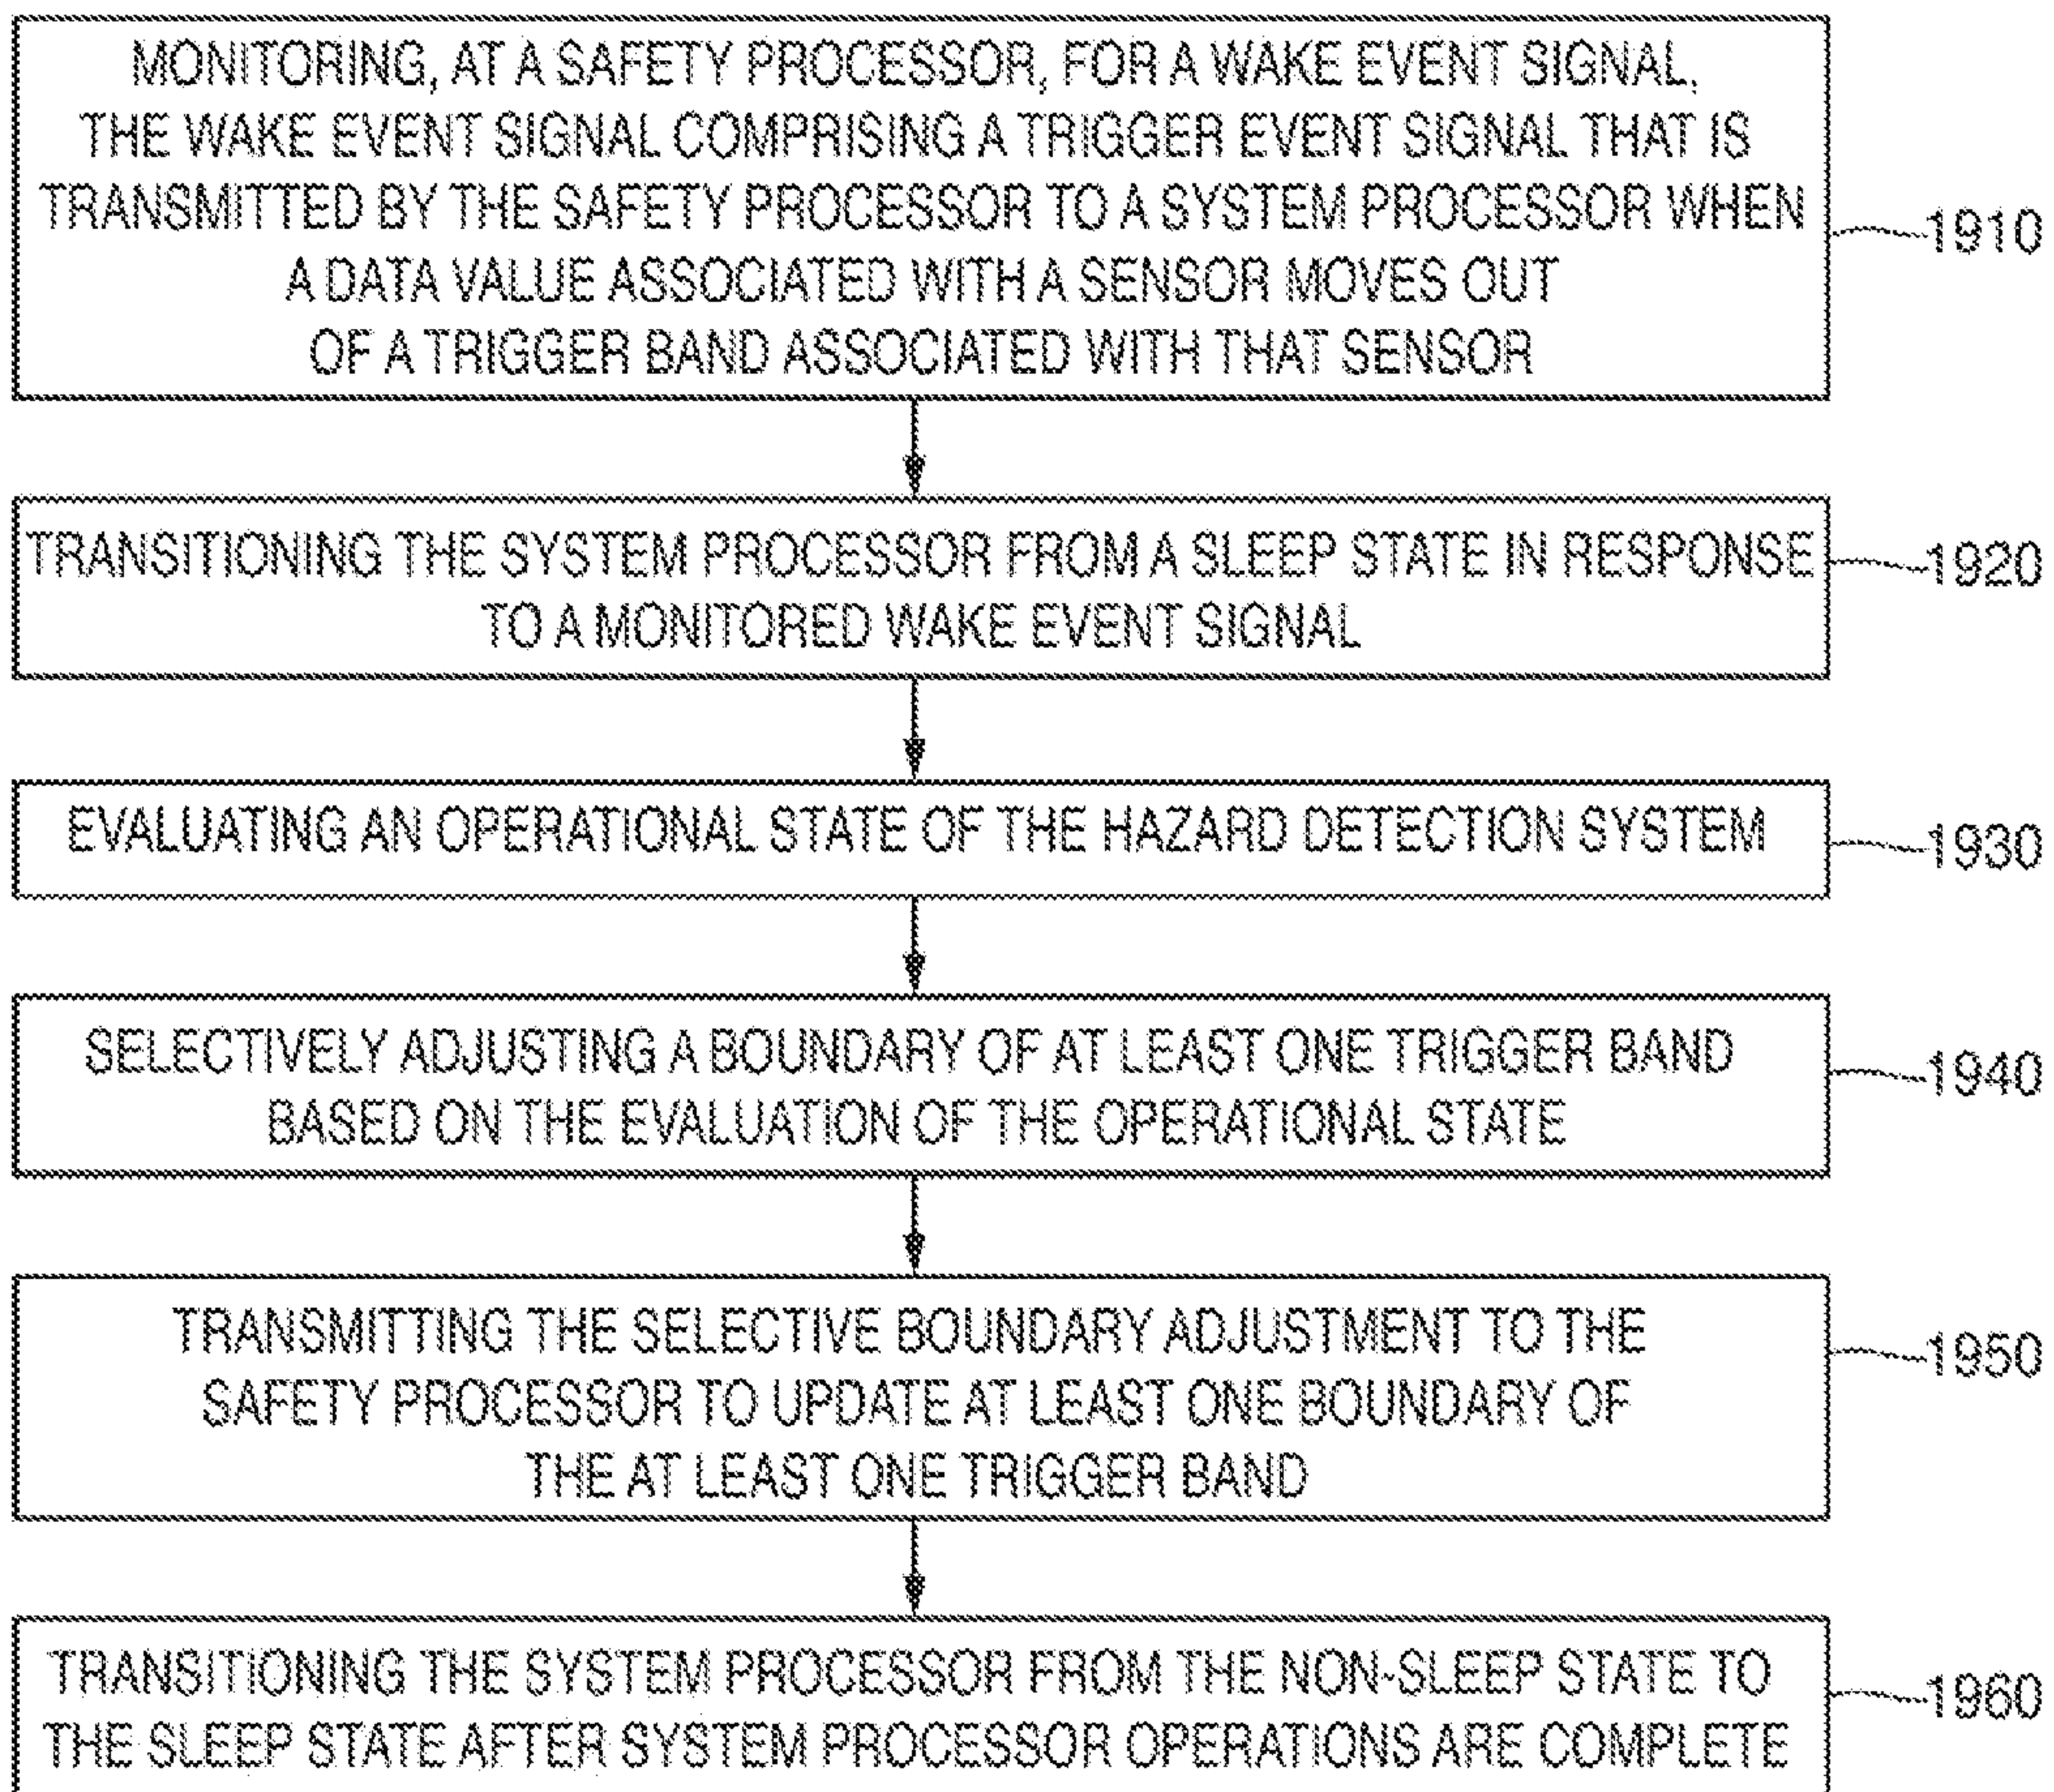 MONITORING, AT A SAFETY PROCESSOR, FOR A WAKE EVENT SIGNAL,
THE WAKE EVENT SIGNAL COMPRISING A TRIGGER EVENT SIGNAL THAT IS
TRANSMITTED BY THE SAFETY PROCESSOR TO A SYSTEM PROCESSOR WHEN
A DATA VALUE ASSOCIATED WITH A SENSOR MOVES OUT
OF A TRIGGER BAND ASSOCIATED WITH THAT SENSOR
1910
TRANSITIONING THE SYSTEM PROCESSOR FROM A SLEEP STATE IN RESPONSE
TO A MONITORED WAKE EVENT SIGNAL
1920
EVALUATING AN OPERATIONAL STATE OF THE HAZARD DETECTION SYSTEM
1930
SELECTIVELY ADJUSTING A BOUNDARY OF AT LEAST ONE TRIGGER BAND
BASED ON THE EVALUATION OF THE OPERATIONAL STATE
1940
TRANSMITTING THE SELECTIVE BOUNDARY ADJUSTMENT TO THE
SAFETY PROCESSOR TO UPDATE AT LEAST ONE BOUNDARY OF
THE AT LEAST ONE TRIGGER BAND
1950
TRANSITIONING THE SYSTEM PROCESSOR FROM THE NON-SLEEP STATE TO
THE SLEEP STATE AFTER SYSTEM PROCESSOR OPERATIONS ARE COMPLETE
1960